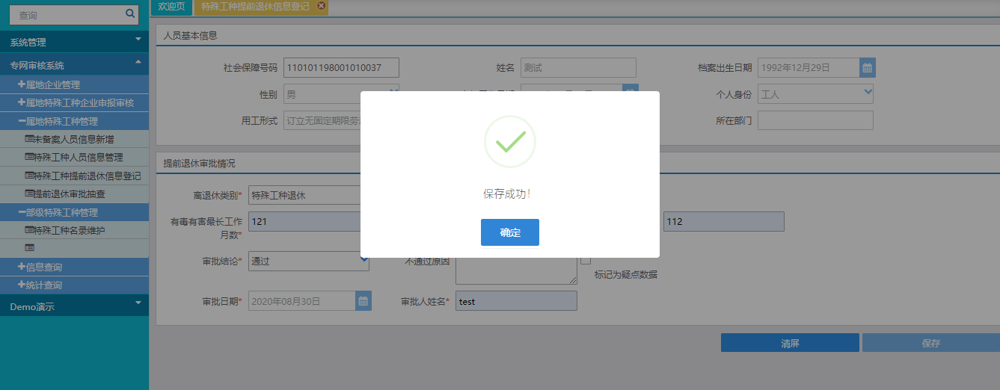 查询
欢迎页
特殊工种提前退休信息登记
系统管理
专网审核系统
属地企业管理
属地特殊工种企业申报审核
属地特殊工种管理
未备案人员信息新增
特殊工种人员信息管理
特殊工种提前退休信息登记
提前退休审批抽查
部级特殊工种管理
特殊工种名录维护
信息查询
统计查询
Demo演示
人员基本信息
社会保障号码 110101198001010037 姓名 测试 档案出生日期 1992年12月29日
性别 男 个人身份 工人
用工形式 订立无固定期限劳 所在部门
提前退休审批情况
离退休类别* 特殊工种退休
有毒有害最长工作月数* 121 112
审批结论* 通过 不通过原因 标记为疑点数据
审批日期* 2020年08月30日 审批人姓名* test
清屏 保存
保存成功!
确定